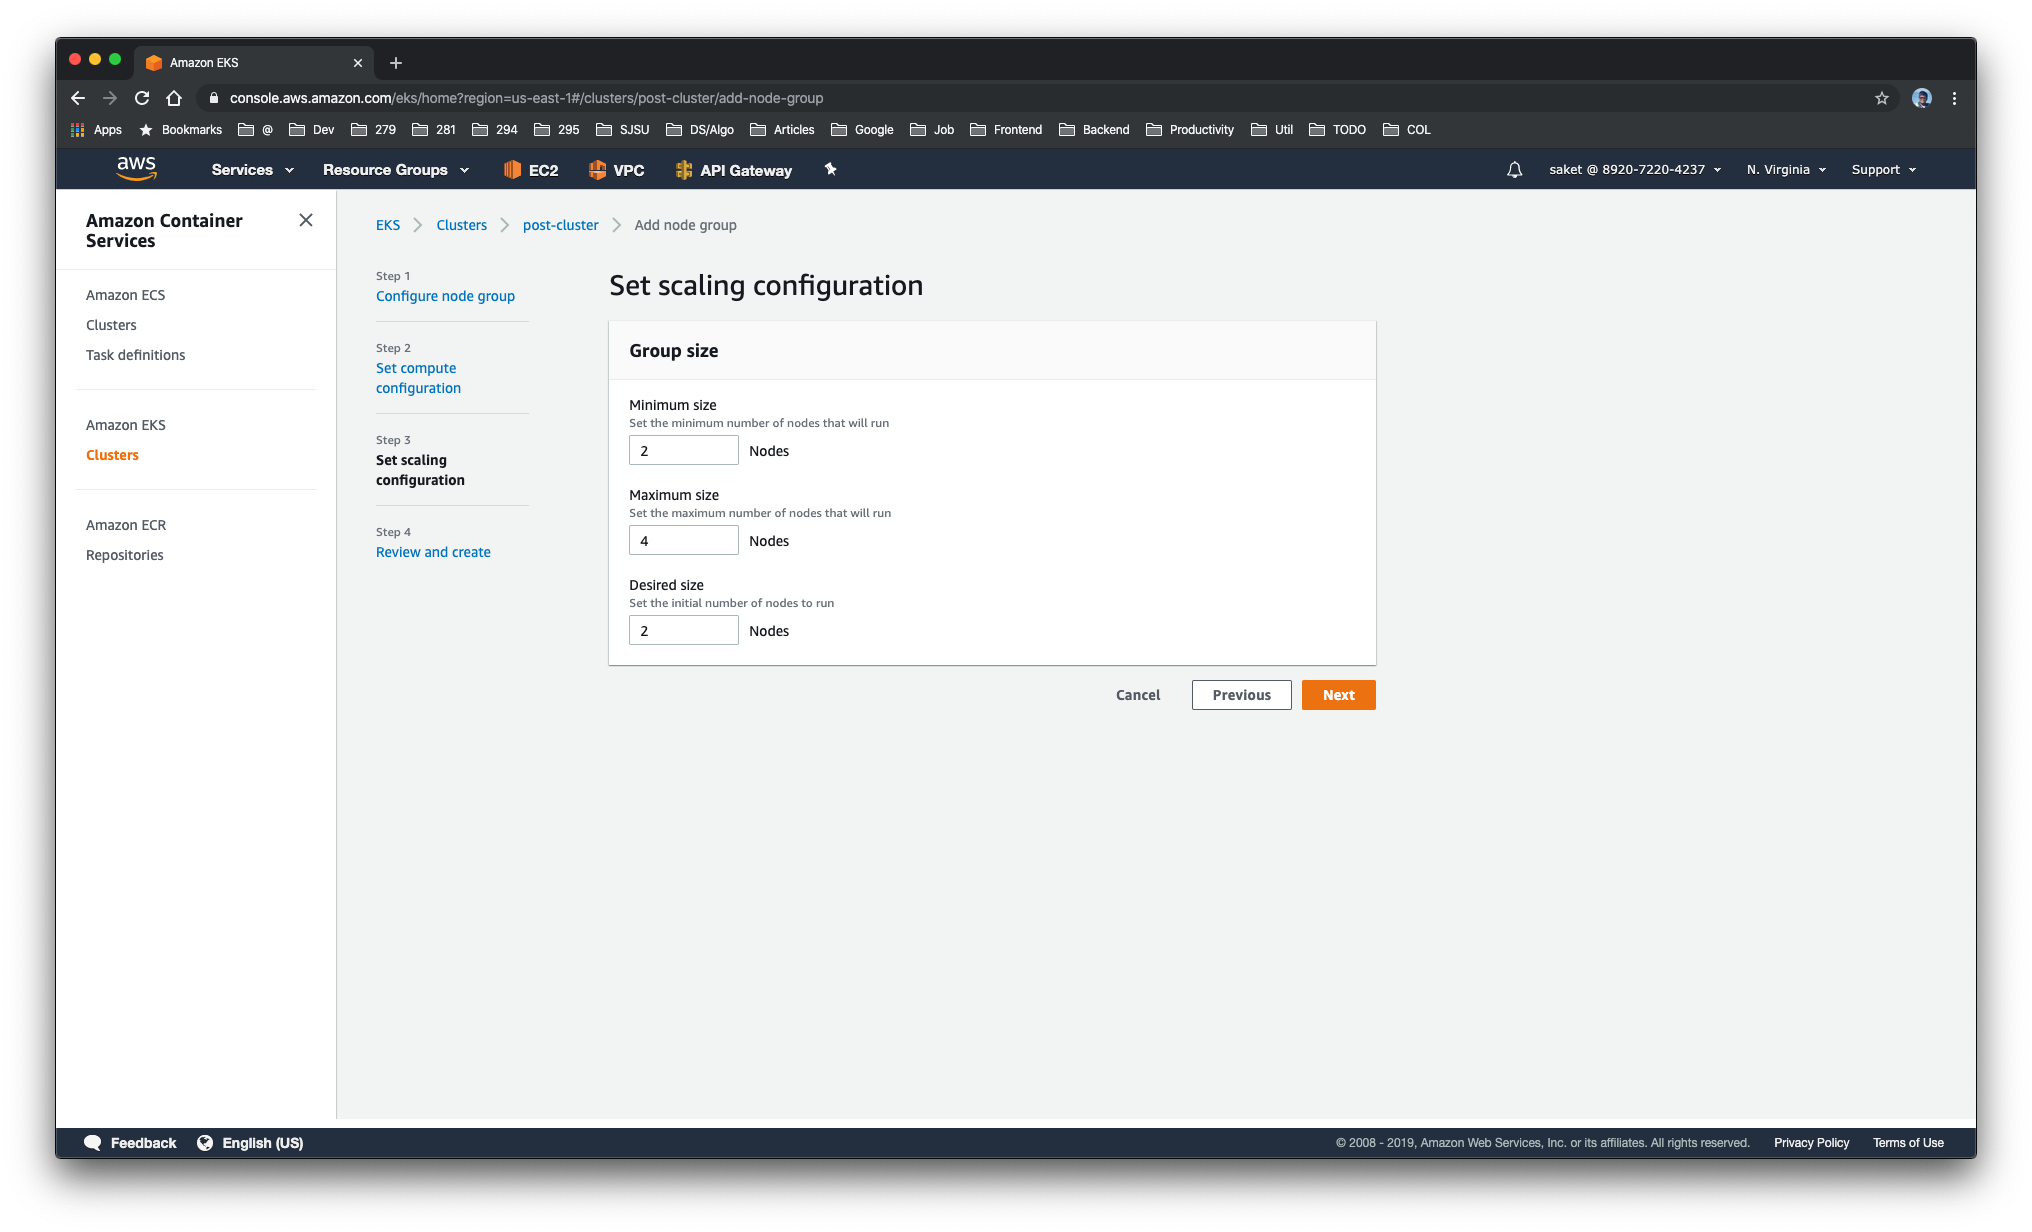 Amazon EKS
console.aws.amazon.com/eks/home?region=us-east-1#/clusters/post-cluster/add-node-group
Apps Bookmarks @ Dev 279 281 294 295 SJSU DS/Algo Articles Google Job Frontend Backend Productivity Util TODO COL
aws Services Resource Groups EC2 VPC API Gateway saket @ 8920-7220-4237 N. Virginia Support
Amazon Container
Services
Amazon ECS
Clusters
Task definitions
Amazon EKS
Clusters
Amazon ECR
Repositories
EKS Clusters post-cluster Add node group
Step 1
Configure node group
Step 2
Set compute
configuration
Step 3
Set scaling
configuration
Step 4
Review and create
Set scaling configuration
Group size
Minimum size
Set the minimum number of nodes that will run
2 Nodes
Maximum size
Set the maximum number of nodes that will run
4 Nodes
Desired size
Set the initial number of nodes to run
2 Nodes
Cancel Previous Next
Feedback English (US) © 2008 - 2019, Amazon Web Services, Inc. or its affiliates. All rights reserved. Privacy Policy Terms of Use